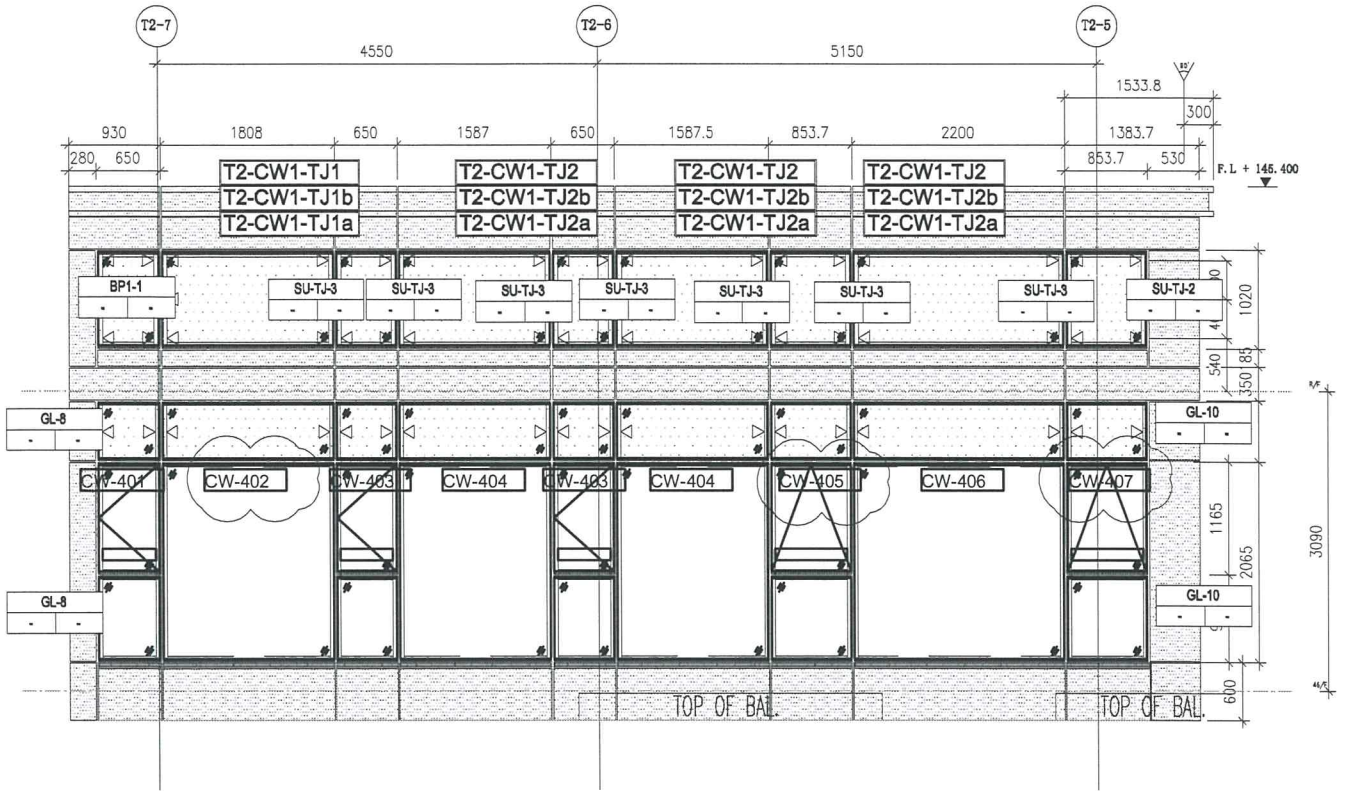 T2-7 T2-6 T2-5
4550 5150
1533.8
300
930 1808 650 1587 650 1587.5 853.7 2200 1383.7
280 650 853.7 530
F.L + 145.400
T2-CW1-TJ1 T2-CW1-TJ2 T2-CW1-TJ2 T2-CW1-TJ2
T2-CW1-TJ1b T2-CW1-TJ2b T2-CW1-TJ2b T2-CW1-TJ2b
T2-CW1-TJ1a T2-CW1-TJ2a T2-CW1-TJ2a T2-CW1-TJ2a
BP1-1 SU-TJ-3 SU-TJ-3 SU-TJ-3 SU-TJ-3 SU-TJ-3 SU-TJ-3 SU-TJ-3 SU-TJ-2
- - - - - - - - - - - - - - - - - -
1020
540 185
350
R/F
GL-8 GL-10
- - - -
CW-401 CW-402 CW-403 CW-404 CW-403 CW-404 CW-405 CW-406 CW-407
1165
2065
3090
GL-8 GL-10
- - - -
600
TOP OF BAL. TOP OF BAL.